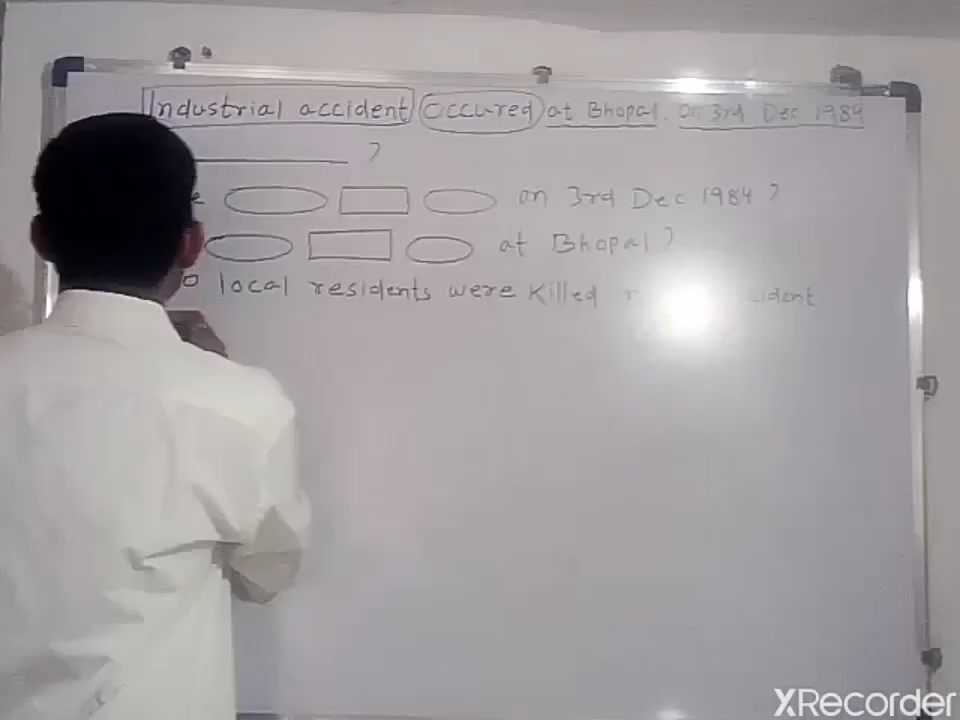 Industrial accident occured at Bhopal. on 3rd Dec 1984
?
on 3rd Dec 1984 ?
at Bhopal ?
local residents were killed
XRecorder